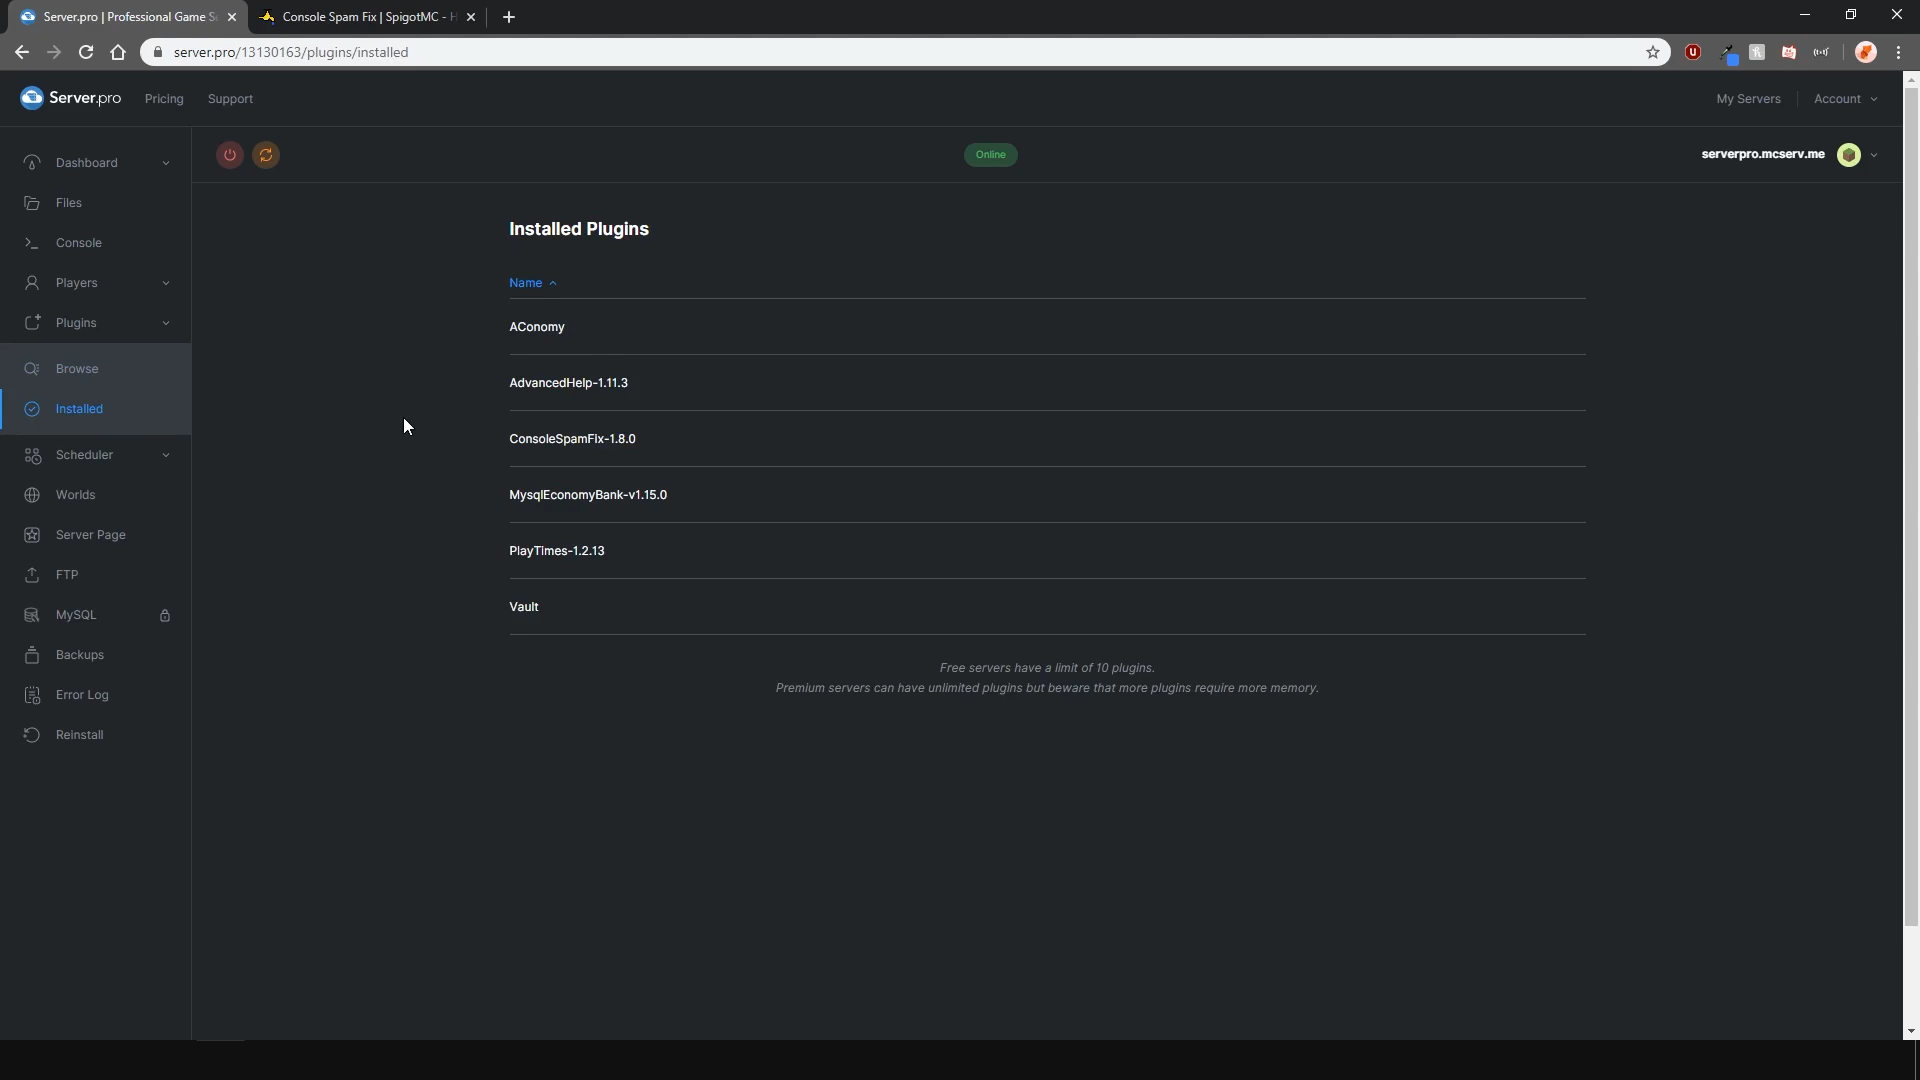 Server.pro | Professional Game S
Console Spam Fix | SpigotMC - H
server.pro/13130163/plugins/installed
Server.pro
Pricing
Support
My Servers
Account
Dashboard
Online
serverpro.mcserv.me
Files
Console
Players
Plugins
Browse
Installed
Scheduler
Worlds
Server Page
FTP
MySQL
Backups
Error Log
Reinstall
Installed Plugins
Name
AConomy
AdvancedHelp-1.11.3
ConsoleSpamFix-1.8.0
MysqlEconomyBank-v1.15.0
PlayTimes-1.2.13
Vault
Free servers have a limit of 10 plugins.
Premium servers can have unlimited plugins but beware that more plugins require more memory.